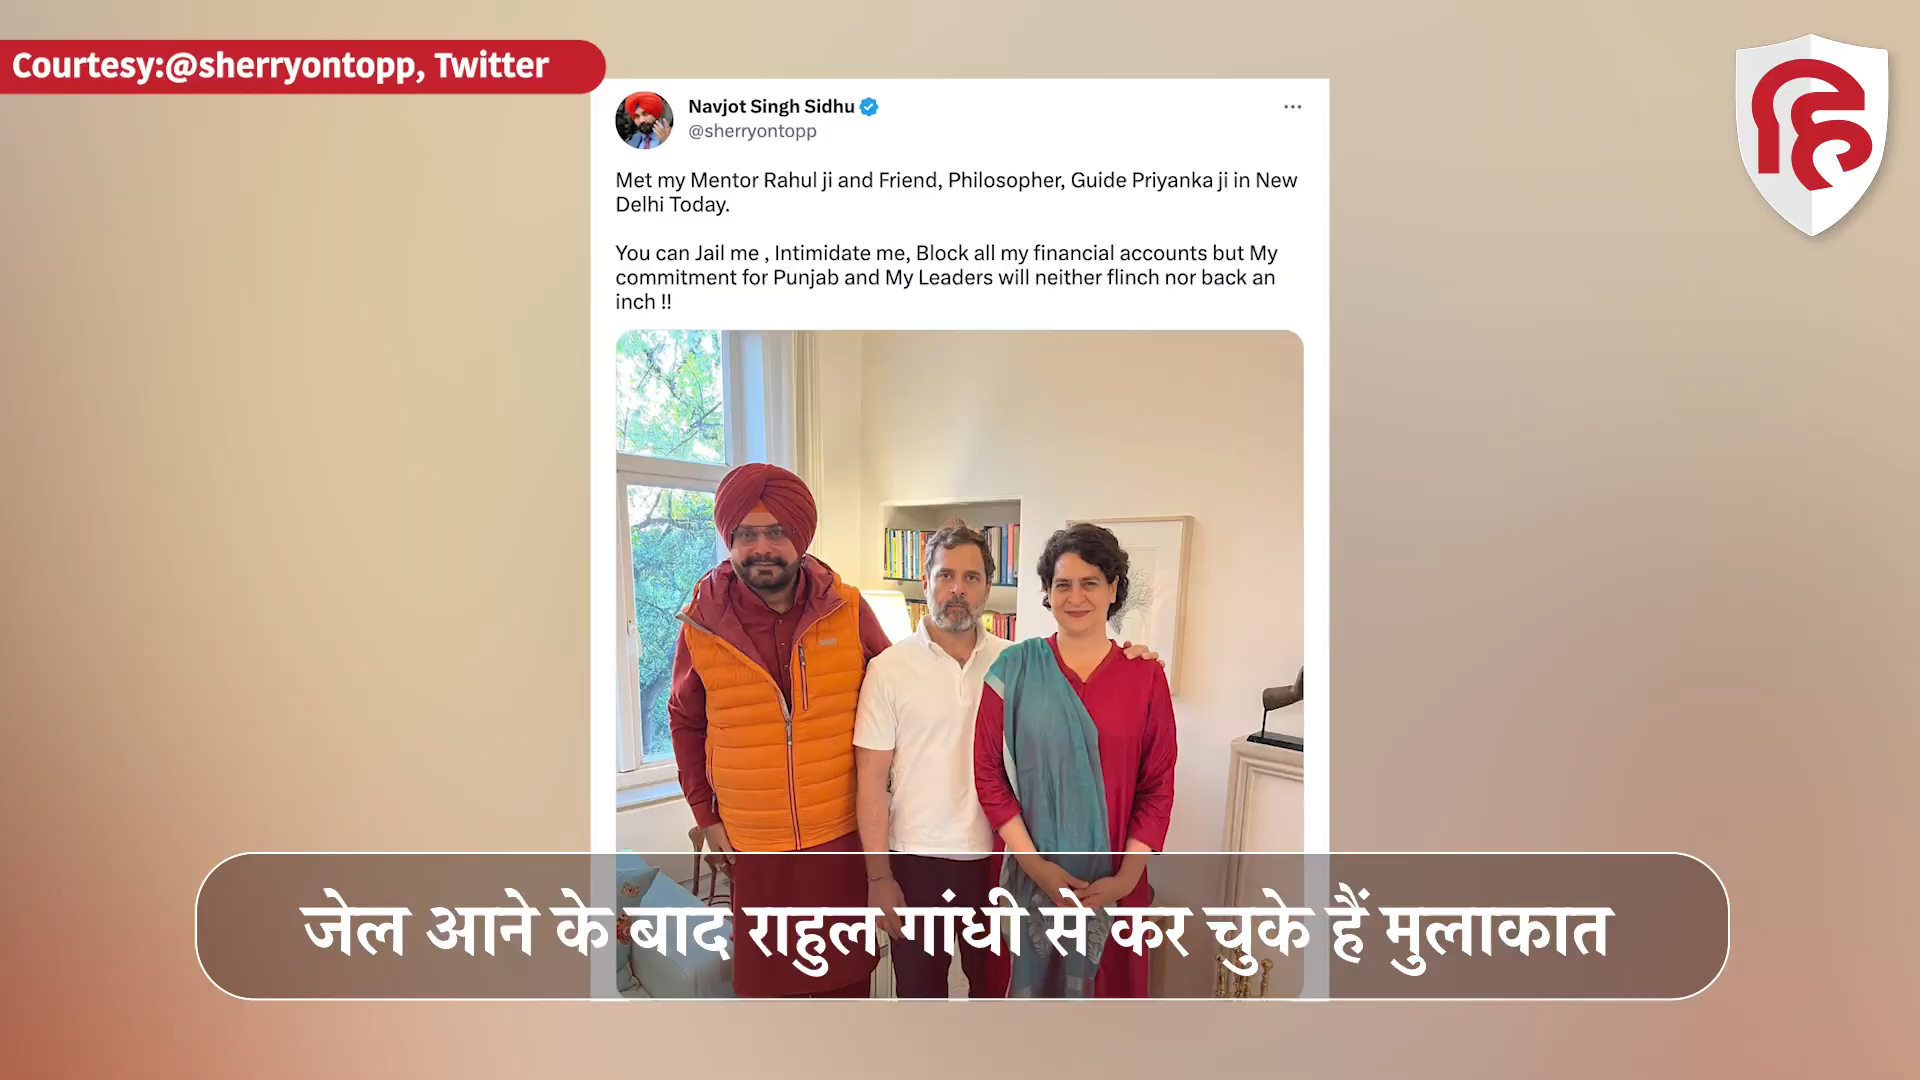 Courtesy:@sherryontopp, Twitter
Navjot Singh Sidhu
@sherryontopp
Met my Mentor Rahul ji and Friend, Philosopher, Guide Priyanka ji in New
Delhi Today.
You can Jail me , Intimidate me, Block all my financial accounts but My
commitment for Punjab and My Leaders will neither flinch nor back an
inch !!
जेल आने के बाद राहुल गांधी से कर चुके हैं मुलाकात
हि